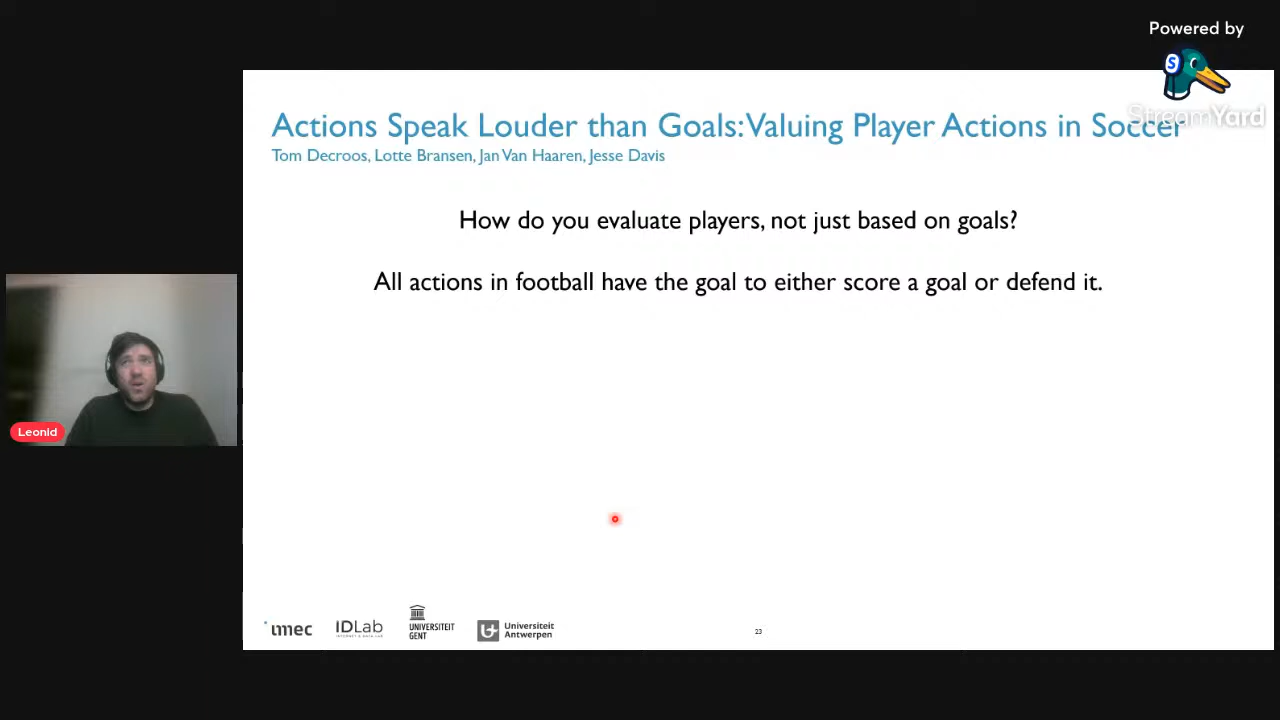 Powered by
S
StreamYard
Actions Speak Louder than Goals: Valuing Player Actions in Soccer
Tom Decroos, Lotte Bransen, Jan Van Haaren, Jesse Davis
How do you evaluate players, not just based on goals?
All actions in football have the goal to either score a goal or defend it.
Leonid
imec
IDLab
UNIVERSITEIT
GENT
Universiteit
Antwerpen
23